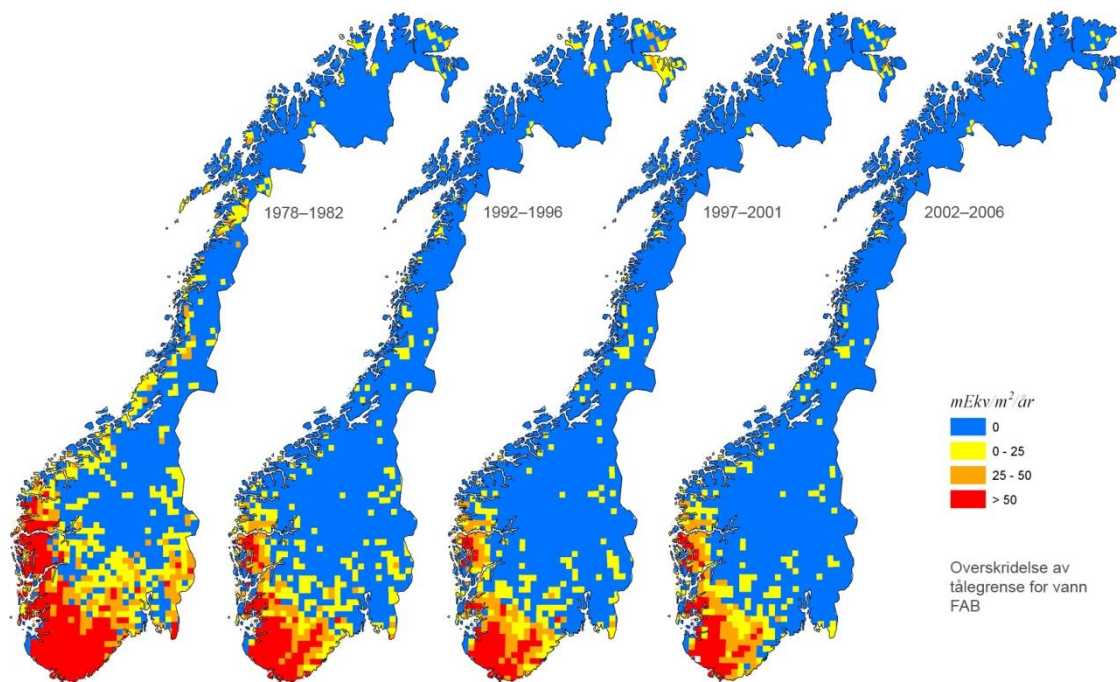 1978–1982
1992–1996
1997–2001
2002–2006
mEkv/m²/år
0
0 - 25
25 - 50
> 50
Overskridelse av
tålegrense for vann
FAB